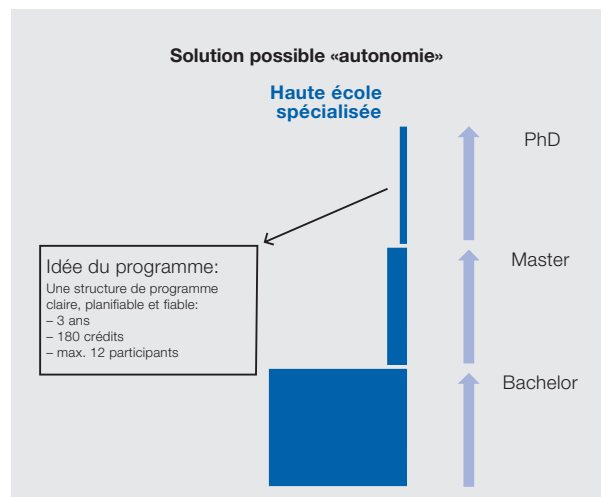 Solution possible «autonomie»
Haute école
spécialisée
PhD
Idée du programme:
Une structure de programme
claire, planifiable et fiable:
– 3 ans
– 180 crédits
– max. 12 participants
Master
Bachelor